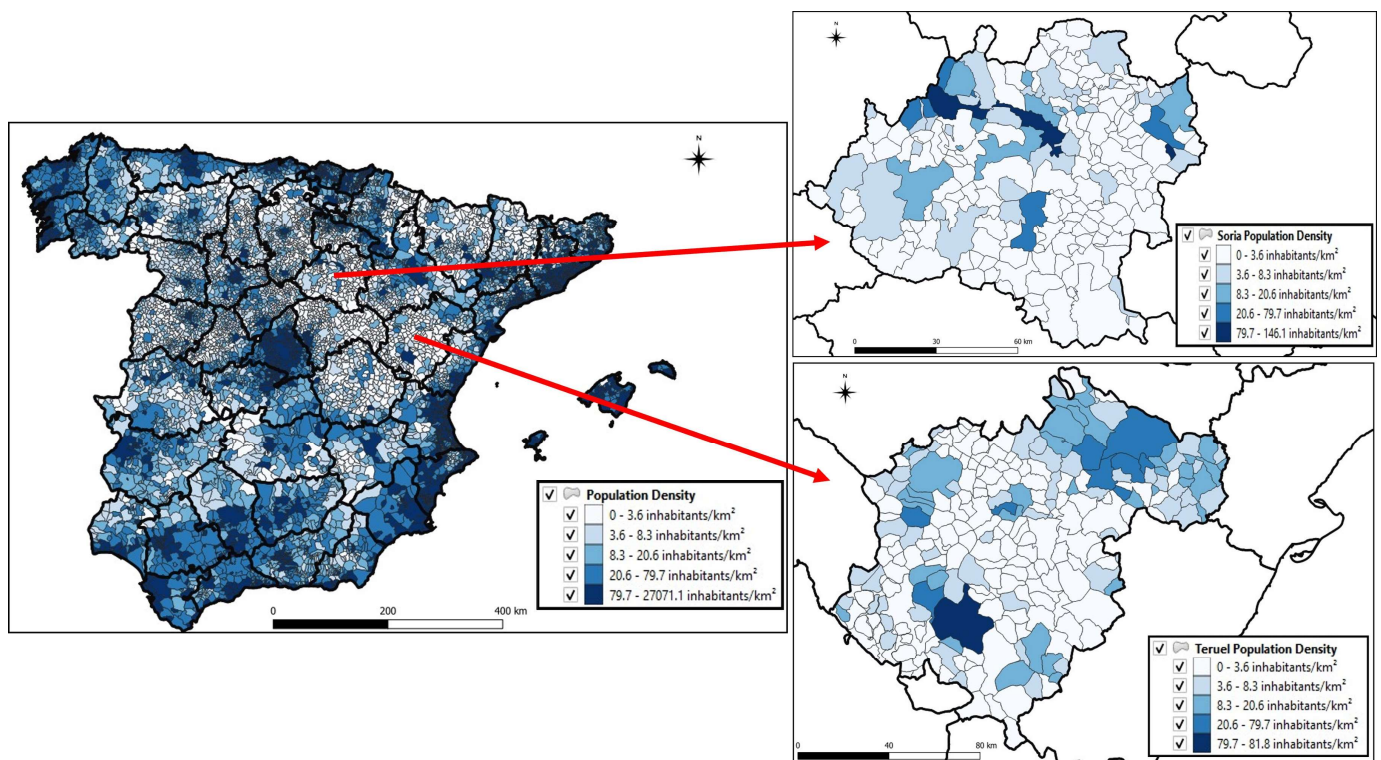 N
Population Density
0 - 3.6 inhabitants/km²
3.6 - 8.3 inhabitants/km²
8.3 - 20.6 inhabitants/km²
20.6 - 79.7 inhabitants/km²
79.7 - 27071.1 inhabitants/km²
0 200 400 km
N
Soria Population Density
0 - 3.6 inhabitants/km²
3.6 - 8.3 inhabitants/km²
8.3 - 20.6 inhabitants/km²
20.6 - 79.7 inhabitants/km²
79.7 - 146.1 inhabitants/km²
0 30 60 km
N
Teruel Population Density
0 - 3.6 inhabitants/km²
3.6 - 8.3 inhabitants/km²
8.3 - 20.6 inhabitants/km²
20.6 - 79.7 inhabitants/km²
79.7 - 81.8 inhabitants/km²
0 40 80 km